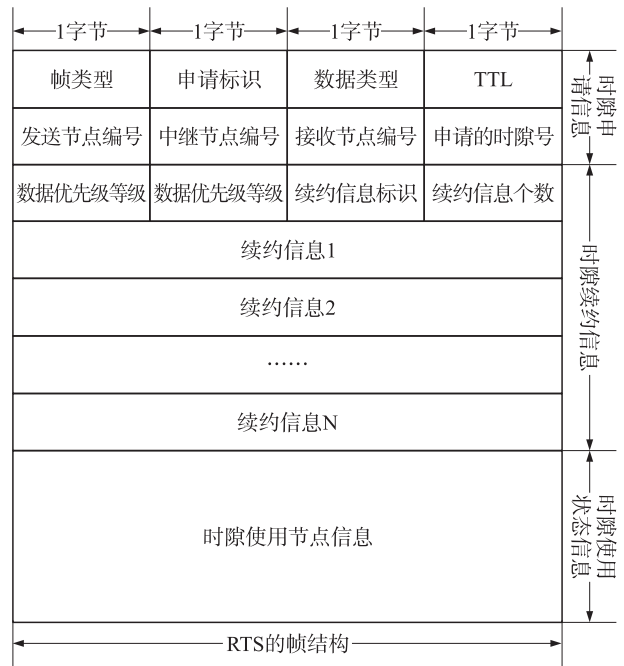 1字节 1字节 1字节 1字节
帧类型 申请标识 数据类型 TTL
发送节点编号 中继节点编号 接收节点编号 申请的时隙号
时隙申请信息
数据优先级等级 数据优先级等级 续约信息标识 续约信息个数
续约信息1
续约信息2
……
续约信息N
时隙续约信息
时隙使用节点信息
时隙使用状态信息
RTS的帧结构